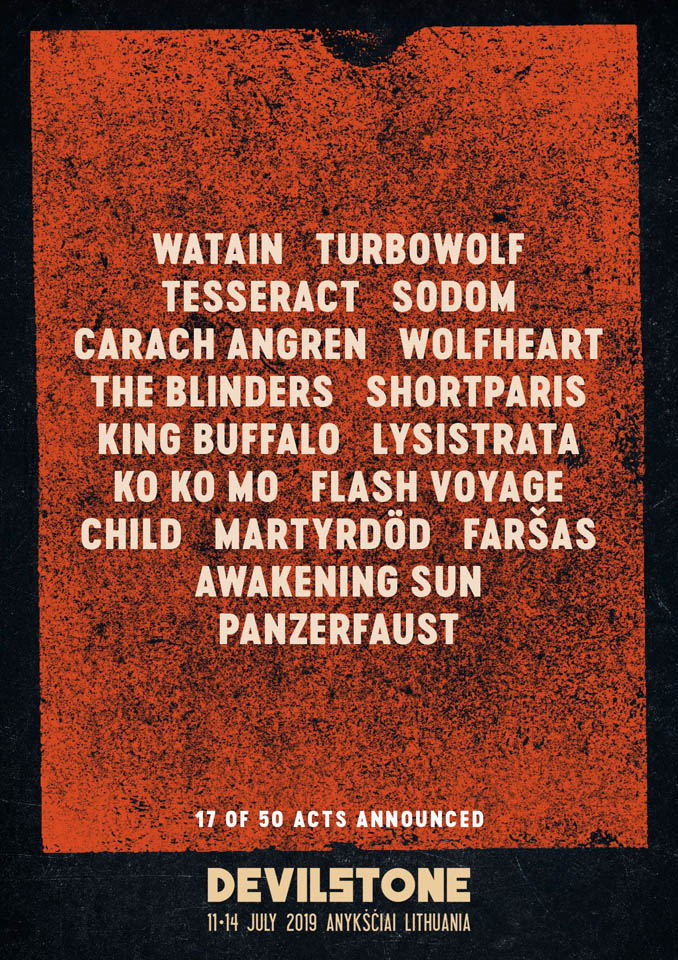 WATAIN TURBOWOLF
TESSERACT SODOM
CARACH ANGREN WOLFHEART
THE BLINDERS SHORTPARIS
KING BUFFALO LYSISTRATA
KO KO MO FLASH VOYAGE
CHILD MARTYRDÖD FARŠAS
AWAKENING SUN
PANZERFAUST
17 OF 50 ACTS ANNOUNCED
DEVILSTONE
11•14 JULY 2019 ANYKŠČIAI LITHUANIA